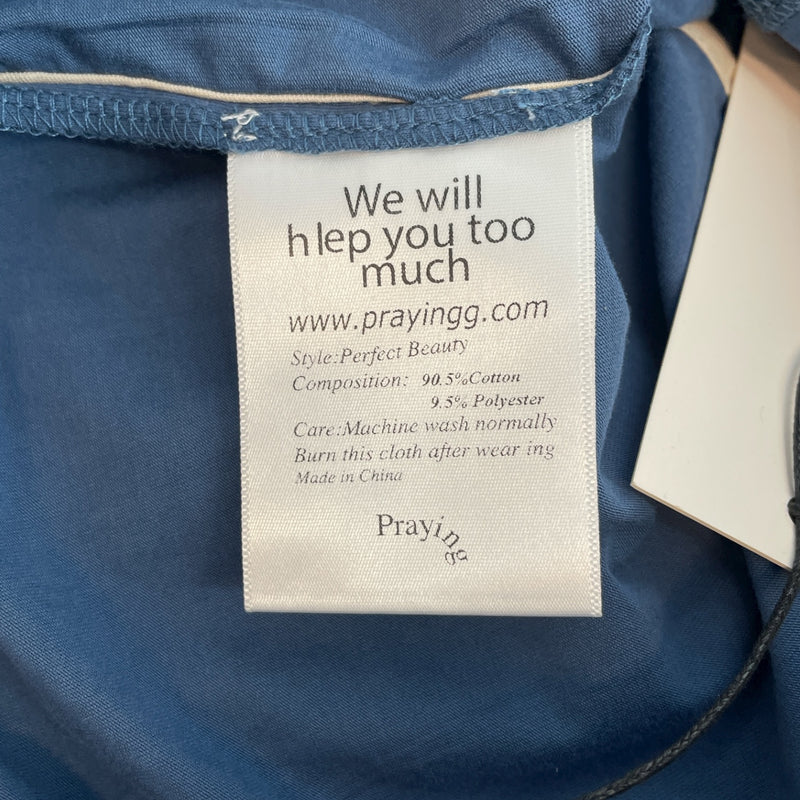 We will
hlep you too
much
www.prayingg.com
Style:Perfect Beauty
Composition: 90.5%Cotton
9.5% Polyester
Care:Machine wash normally
Burn this cloth after wear ing
Made in China
Praying